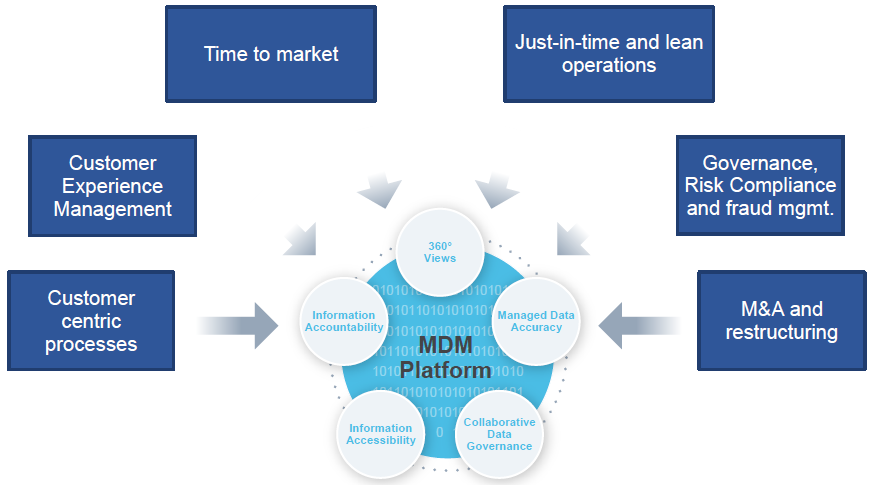 Time to market
Just-in-time and lean
operations
Customer
Experience
Management
Governance,
Risk Compliance
and fraud mgmt.
Customer
centric
processes
M&A and
restructuring
360°
Views
Information
Accountability
Managed Data
Accuracy
MDM
Platform
Information
Accessibility
Collaborative
Data
Governance